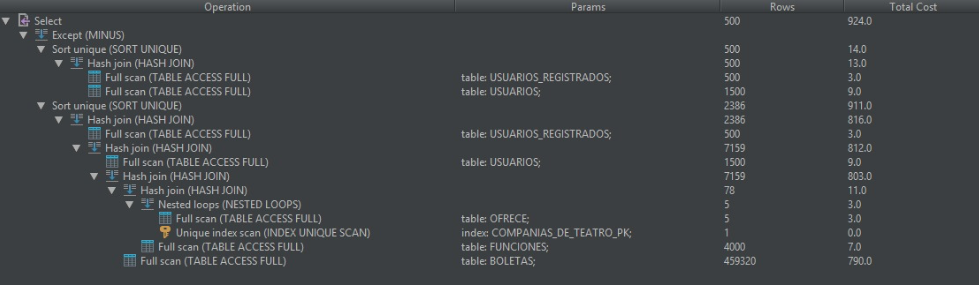 Operation Params Rows Total Cost
Select 500 924.0
Except (MINUS)
Sort unique (SORT UNIQUE) 500 14.0
Hash join (HASH JOIN) 500 13.0
Full scan (TABLE ACCESS FULL) table: USUARIOS_REGISTRADOS; 500 3.0
Full scan (TABLE ACCESS FULL) table: USUARIOS; 1500 9.0
Sort unique (SORT UNIQUE) 2386 911.0
Hash join (HASH JOIN) 2386 816.0
Full scan (TABLE ACCESS FULL) table: USUARIOS_REGISTRADOS; 500 3.0
Hash join (HASH JOIN) 7159 812.0
Full scan (TABLE ACCESS FULL) table: USUARIOS; 1500 9.0
Hash join (HASH JOIN) 7159 803.0
Hash join (HASH JOIN) 78 11.0
Nested loops (NESTED LOOPS) 5 3.0
Full scan (TABLE ACCESS FULL) table: OFRECE; 5 3.0
Unique index scan (INDEX UNIQUE SCAN) index: COMPANIAS_DE_TEATRO_PK; 1 0.0
Full scan (TABLE ACCESS FULL) table: FUNCIONES; 4000 7.0
Full scan (TABLE ACCESS FULL) table: BOLETAS; 459320 790.0